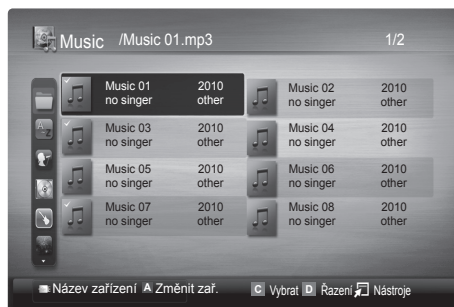 Music /Music 01.mp3 1/2
Music 01 2010 Music 02 2010
no singer other no singer other
Music 03 2010 Music 04 2010
no singer other no singer other
Music 05 2010 Music 06 2010
no singer other no singer other
Music 07 2010 Music 08 2010
no singer other no singer other
Název zařízení A Změnit zař. C Vybrat D Řazení Nástroje